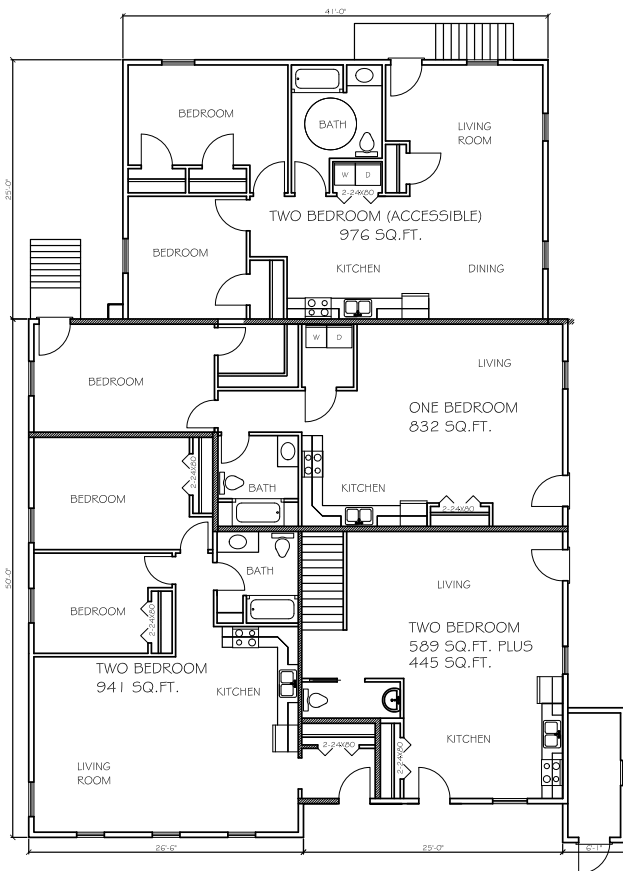 41'-0"
BEDROOM
BATH
LIVING
ROOM
25'-0"
W D
2-24X80
TWO BEDROOM (ACCESSIBLE)
976 SQ.FT.
BEDROOM
KITCHEN
DINING
W D
LIVING
BEDROOM
ONE BEDROOM
832 SQ.FT.
2-24X80
BATH
KITCHEN
BEDROOM
2-24X80
50'-0"
BATH
LIVING
BEDROOM
2-24X80
TWO BEDROOM
589 SQ.FT. PLUS
445 SQ.FT.
TWO BEDROOM
941 SQ.FT.
KITCHEN
KITCHEN
2-24X80
2-24X80
LIVING
ROOM
26'-6"
25'-0"
6'-1"